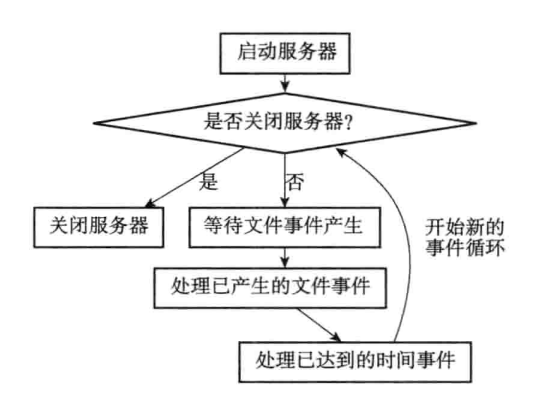 启动服务器
是否关闭服务器?
是
否
关闭服务器
等待文件事件产生
开始新的
事件循环
处理已产生的文件事件
处理已达到的时间事件